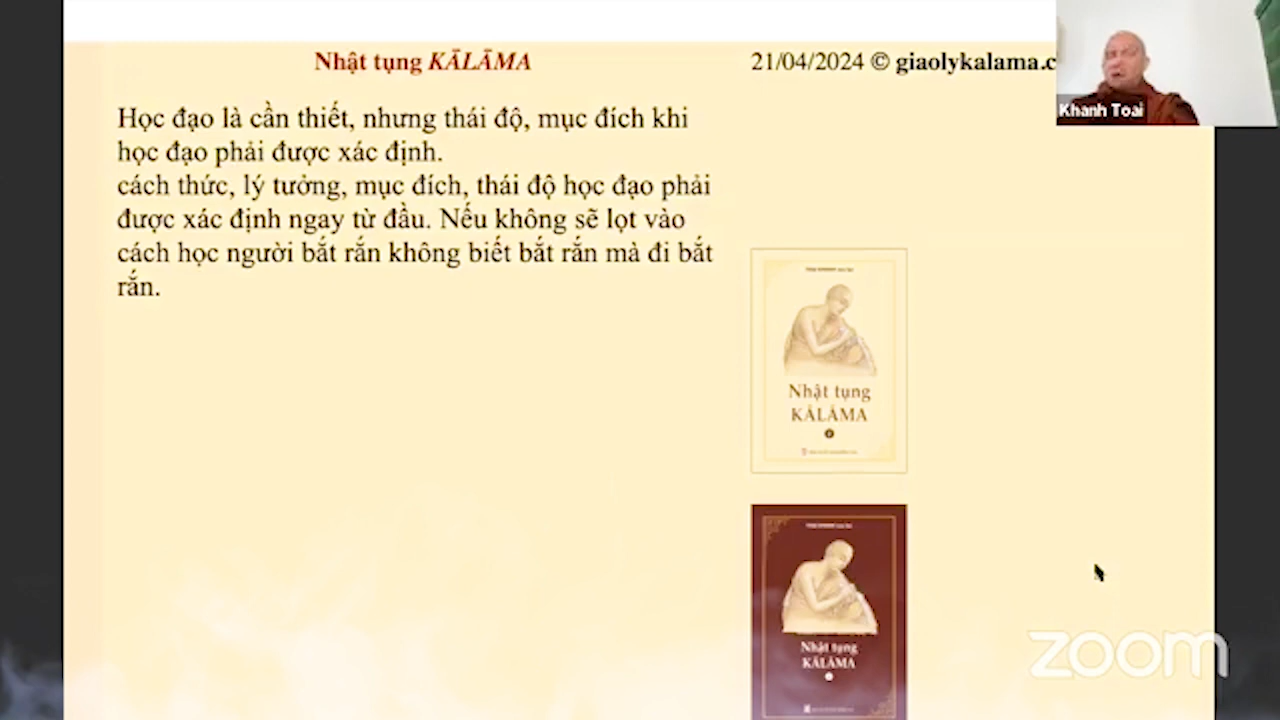 Nhật tụng KĀLĀMA
21/04/2024 © giaolykalama.c
Khanh Toai
Học đạo là cần thiết, nhưng thái độ, mục đích khi
học đạo phải được xác định.
cách thức, lý tưởng, mục đích, thái độ học đạo phải
được xác định ngay từ đầu. Nếu không sẽ lọt vào
cách học người bắt rắn không biết bắt rắn mà đi bắt
rắn.
Nhật tụng
KĀLĀMA
Nhật tụng
KĀLĀMA
zoom